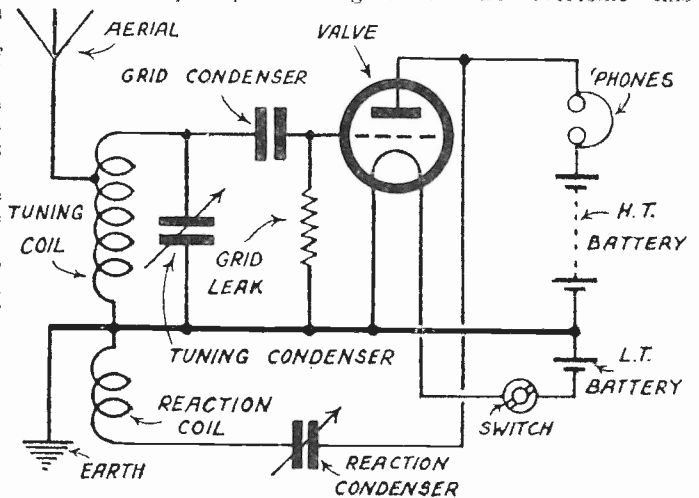 AERIAL
VALVE
GRID CONDENSER
'PHONES
TUNING
COIL
GRID
LEAK
H.T.
BATTERY
TUNING CONDENSER
L.T.
BATTERY
REACTION
COIL
SWITCH
EARTH
REACTION
CONDENSER